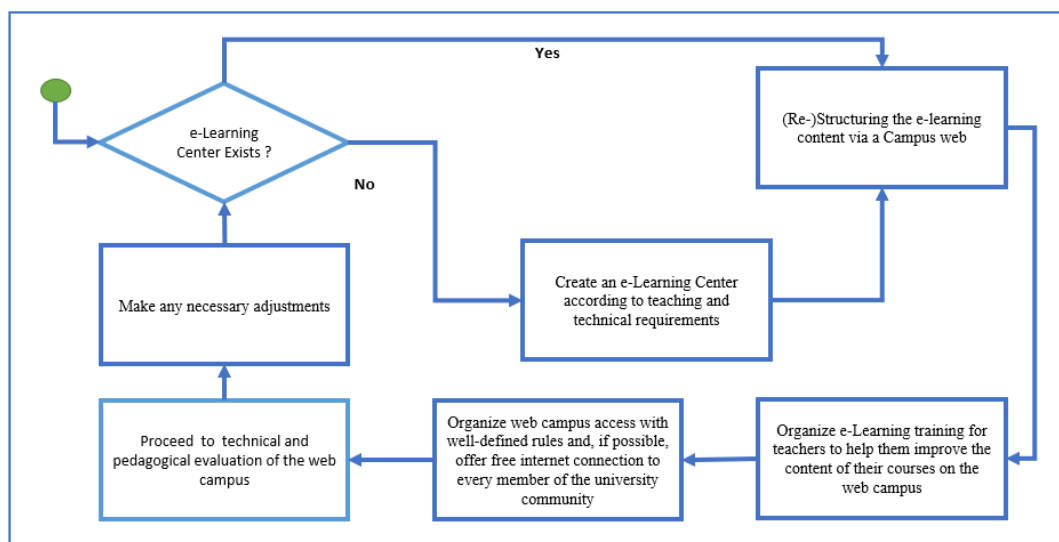 Yes
e-Learning
Center Exists ?
No
(Re-)Structuring the e-learning
content via a Campus web
Create an e-Learning Center
according to teaching and
technical requirements
Make any necessary adjustments
Proceed to technical and
pedagogical evaluation of the web
campus
Organize web campus access with
well-defined rules and, if possible,
offer free internet connection to
every member of the university
community
Organize e-Learning training for
teachers to help them improve the
content of their courses on the
web campus